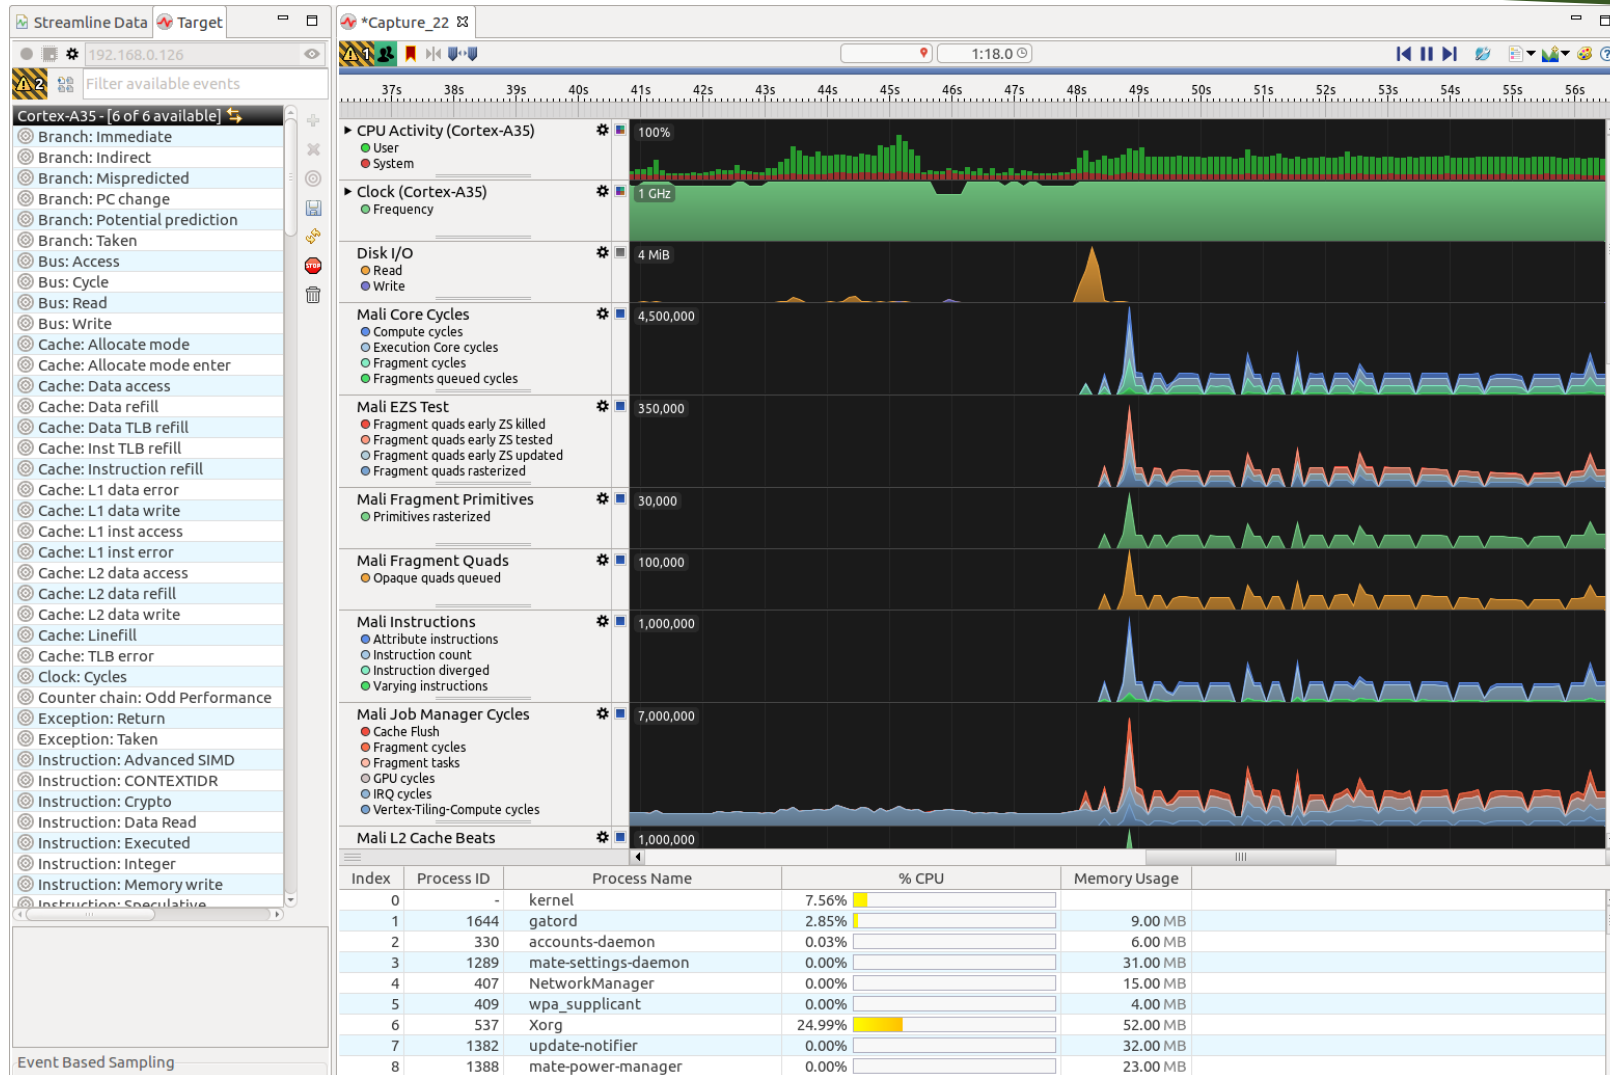 Streamline Data
Target
*Capture_22
192.168.0.126
1
1:18.0
2
Filter available events
37s 38s 39s 40s 41s 42s 43s 44s 45s 46s 47s 48s 49s 50s 51s 52s 53s 54s 55s 56s
Cortex-A35 - [6 of 6 available]
Branch: Immediate
Branch: Indirect
Branch: Mispredicted
Branch: PC change
Branch: Potential prediction
Branch: Taken
Bus: Access
Bus: Cycle
Bus: Read
Bus: Write
Cache: Allocate mode
Cache: Allocate mode enter
Cache: Data access
Cache: Data refill
Cache: Data TLB refill
Cache: Inst TLB refill
Cache: Instruction refill
Cache: L1 data error
Cache: L1 data write
Cache: L1 inst access
Cache: L1 inst error
Cache: L2 data access
Cache: L2 data refill
Cache: L2 data write
Cache: Linefill
Cache: TLB error
Clock: Cycles
Counter chain: Odd Performance
Exception: Return
Exception: Taken
Instruction: Advanced SIMD
Instruction: CONTEXTIDR
Instruction: Crypto
Instruction: Data Read
Instruction: Executed
Instruction: Integer
Instruction: Memory write
Instruction: Speculative
STOP
Event Based Sampling
CPU Activity (Cortex-A35)
100%
User
System
Clock (Cortex-A35)
1 GHz
Frequency
Disk I/O
4 MiB
Read
Write
Mali Core Cycles
4,500,000
Compute cycles
Execution Core cycles
Fragment cycles
Fragments queued cycles
Mali EZS Test
350,000
Fragment quads early ZS killed
Fragment quads early ZS tested
Fragment quads early ZS updated
Fragment quads rasterized
Mali Fragment Primitives
30,000
Primitives rasterized
Mali Fragment Quads
100,000
Opaque quads queued
Mali Instructions
1,000,000
Attribute instructions
Instruction count
Instruction diverged
Varying instructions
Mali Job Manager Cycles
7,000,000
Cache Flush
Fragment cycles
Fragment tasks
GPU cycles
IRQ cycles
Vertex-Tiling-Compute cycles
Mali L2 Cache Beats
1,000,000
Index Process ID Process Name % CPU Memory Usage
0 - kernel 7.56%
1 1644 gatord 2.85% 9.00 MB
2 330 accounts-daemon 0.03% 6.00 MB
3 1289 mate-settings-daemon 0.00% 31.00 MB
4 407 NetworkManager 0.00% 15.00 MB
5 409 wpa_supplicant 0.00% 4.00 MB
6 537 Xorg 24.99% 52.00 MB
7 1382 update-notifier 0.00% 32.00 MB
8 1388 mate-power-manager 0.00% 23.00 MB